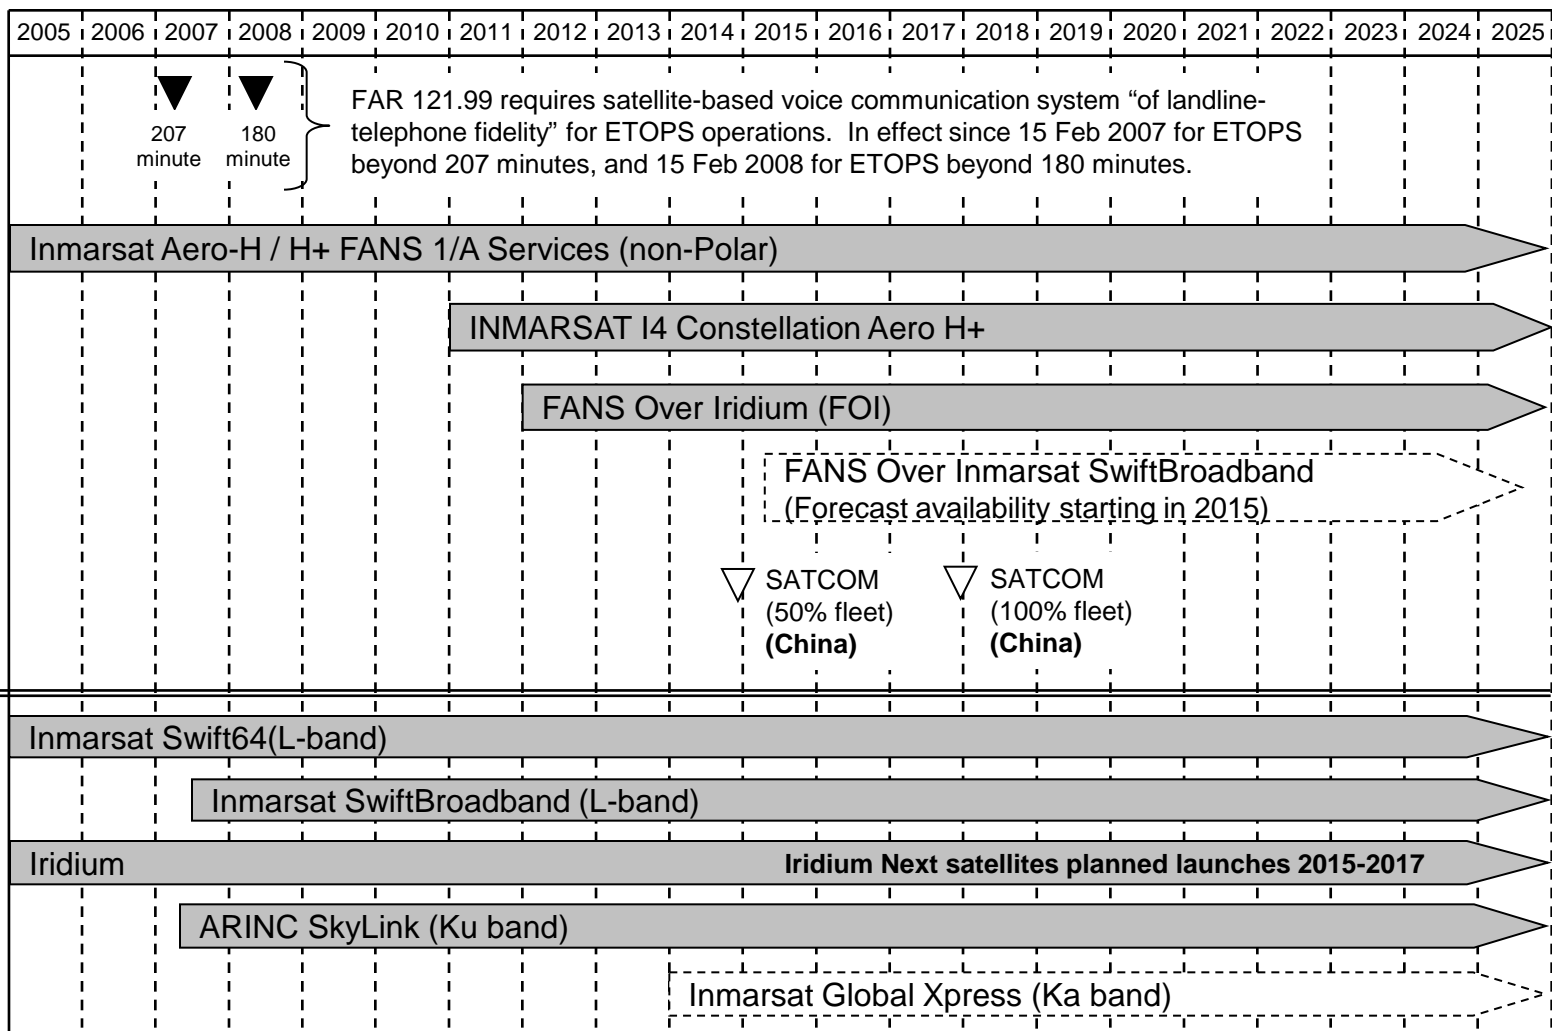 2005 2006 2007 2008 2009 2010 2011 2012 2013 2014 2015 2016 2017 2018 2019 2020 2021 2022 2023 2024 2025
207
minute
180
minute
FAR 121.99 requires satellite-based voice communication system “of landline-
telephone fidelity” for ETOPS operations.  In effect since 15 Feb 2007 for ETOPS
beyond 207 minutes, and 15 Feb 2008 for ETOPS beyond 180 minutes.
Inmarsat Aero-H / H+ FANS 1/A Services (non-Polar)
INMARSAT I4 Constellation Aero H+
FANS Over Iridium (FOI)
FANS Over Inmarsat SwiftBroadband
(Forecast availability starting in 2015)
SATCOM
(50% fleet)
(China)
SATCOM
(100% fleet)
(China)
Inmarsat Swift64(L-band)
Inmarsat SwiftBroadband (L-band)
Iridium
Iridium Next satellites planned launches 2015-2017
ARINC SkyLink (Ku band)
Inmarsat Global Xpress (Ka band)